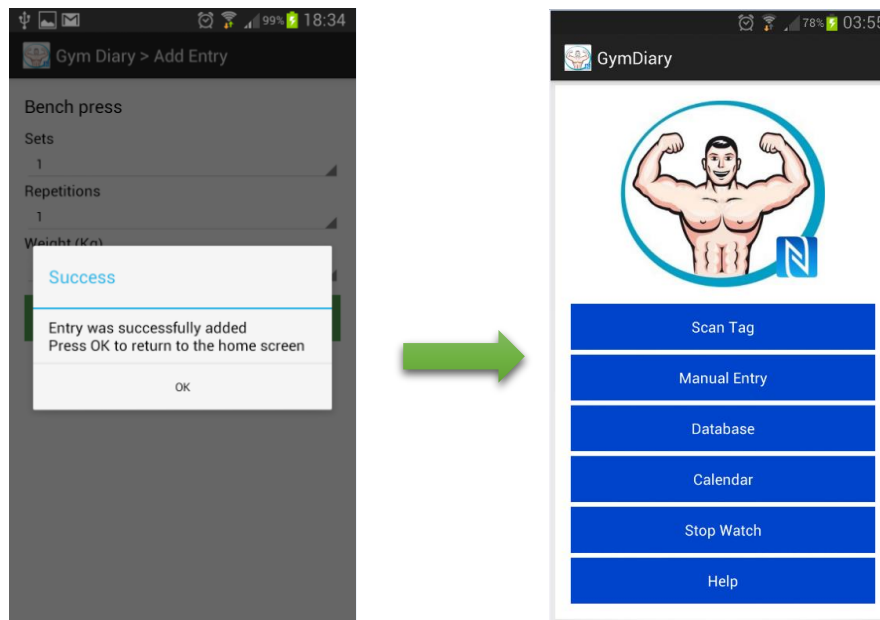 99% 18:34
Gym Diary > Add Entry
Bench press
Sets
1
Repetitions
1
Weight (Kg)
Success
Entry was successfully added
Press OK to return to the home screen
OK
78% 03:55
GymDiary
Scan Tag
Manual Entry
Database
Calendar
Stop Watch
Help